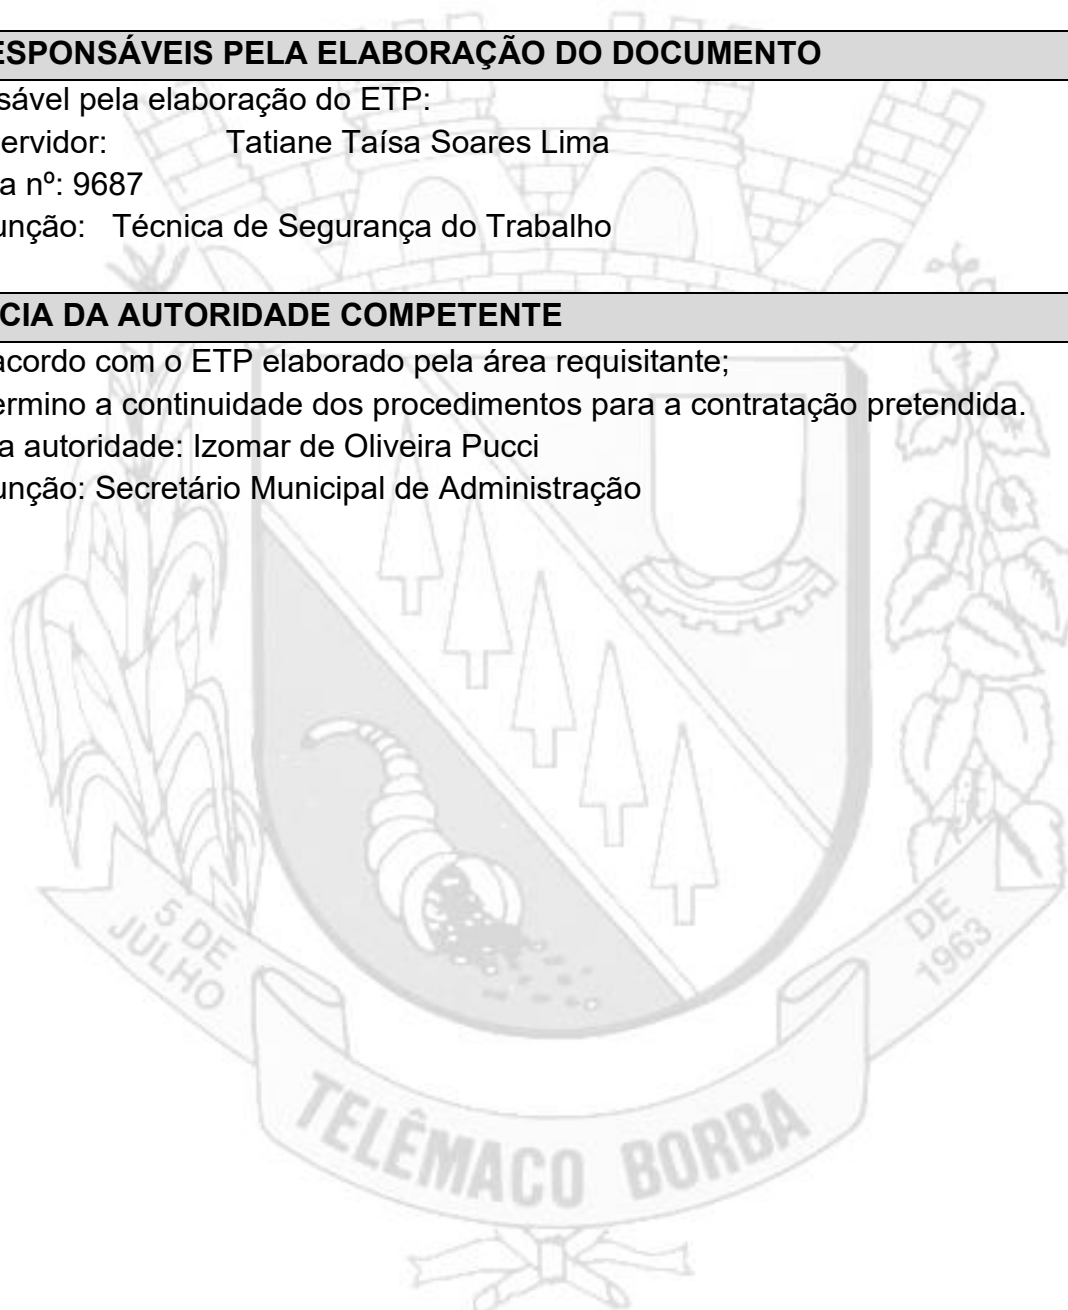 ESPONSÁVEIS PELA ELABORAÇÃO DO DOCUMENTO
sável pela elaboração do ETP:
ervidor: Tatiane Taísa Soares Lima
a nº: 9687
unção: Técnica de Segurança do Trabalho
CIA DA AUTORIDADE COMPETENTE
acordo com o ETP elaborado pela área requisitante;
ermino a continuidade dos procedimentos para a contratação pretendida.
a autoridade: Izomar de Oliveira Pucci
unção: Secretário Municipal de Administração
5 DE
JULHO
DE
1963
TELÊMACO BORBA